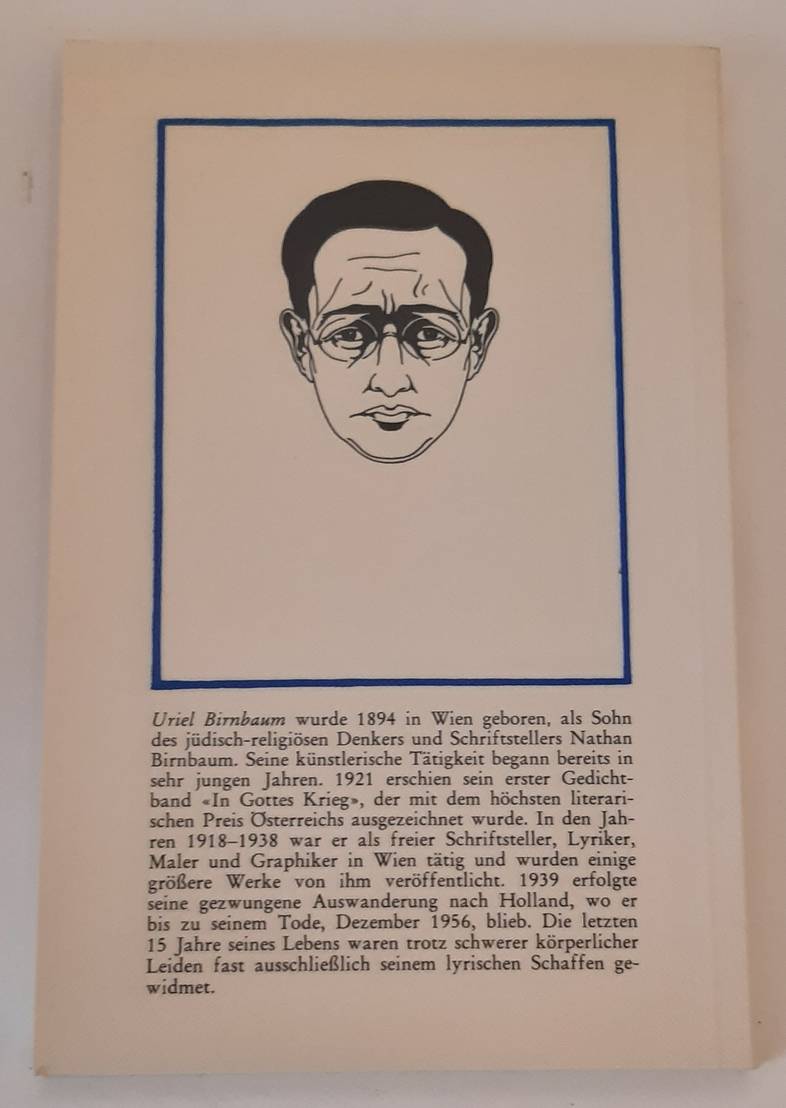 Uriel Birnbaum wurde 1894 in Wien geboren, als Sohn
des jüdisch-religiösen Denkers und Schriftstellers Nathan
Birnbaum. Seine künstlerische Tätigkeit begann bereits in
sehr jungen Jahren. 1921 erschien sein erster Gedicht-
band «In Gottes Krieg», der mit dem höchsten literari-
schen Preis Österreichs ausgezeichnet wurde. In den Jah-
ren 1918–1938 war er als freier Schriftsteller, Lyriker,
Maler und Graphiker in Wien tätig und wurden einige
größere Werke von ihm veröffentlicht. 1939 erfolgte
seine gezwungene Auswanderung nach Holland, wo er
bis zu seinem Tode, Dezember 1956, blieb. Die letzten
15 Jahre seines Lebens waren trotz schwerer körperlicher
Leiden fast ausschließlich seinem lyrischen Schaffen ge-
widmet.